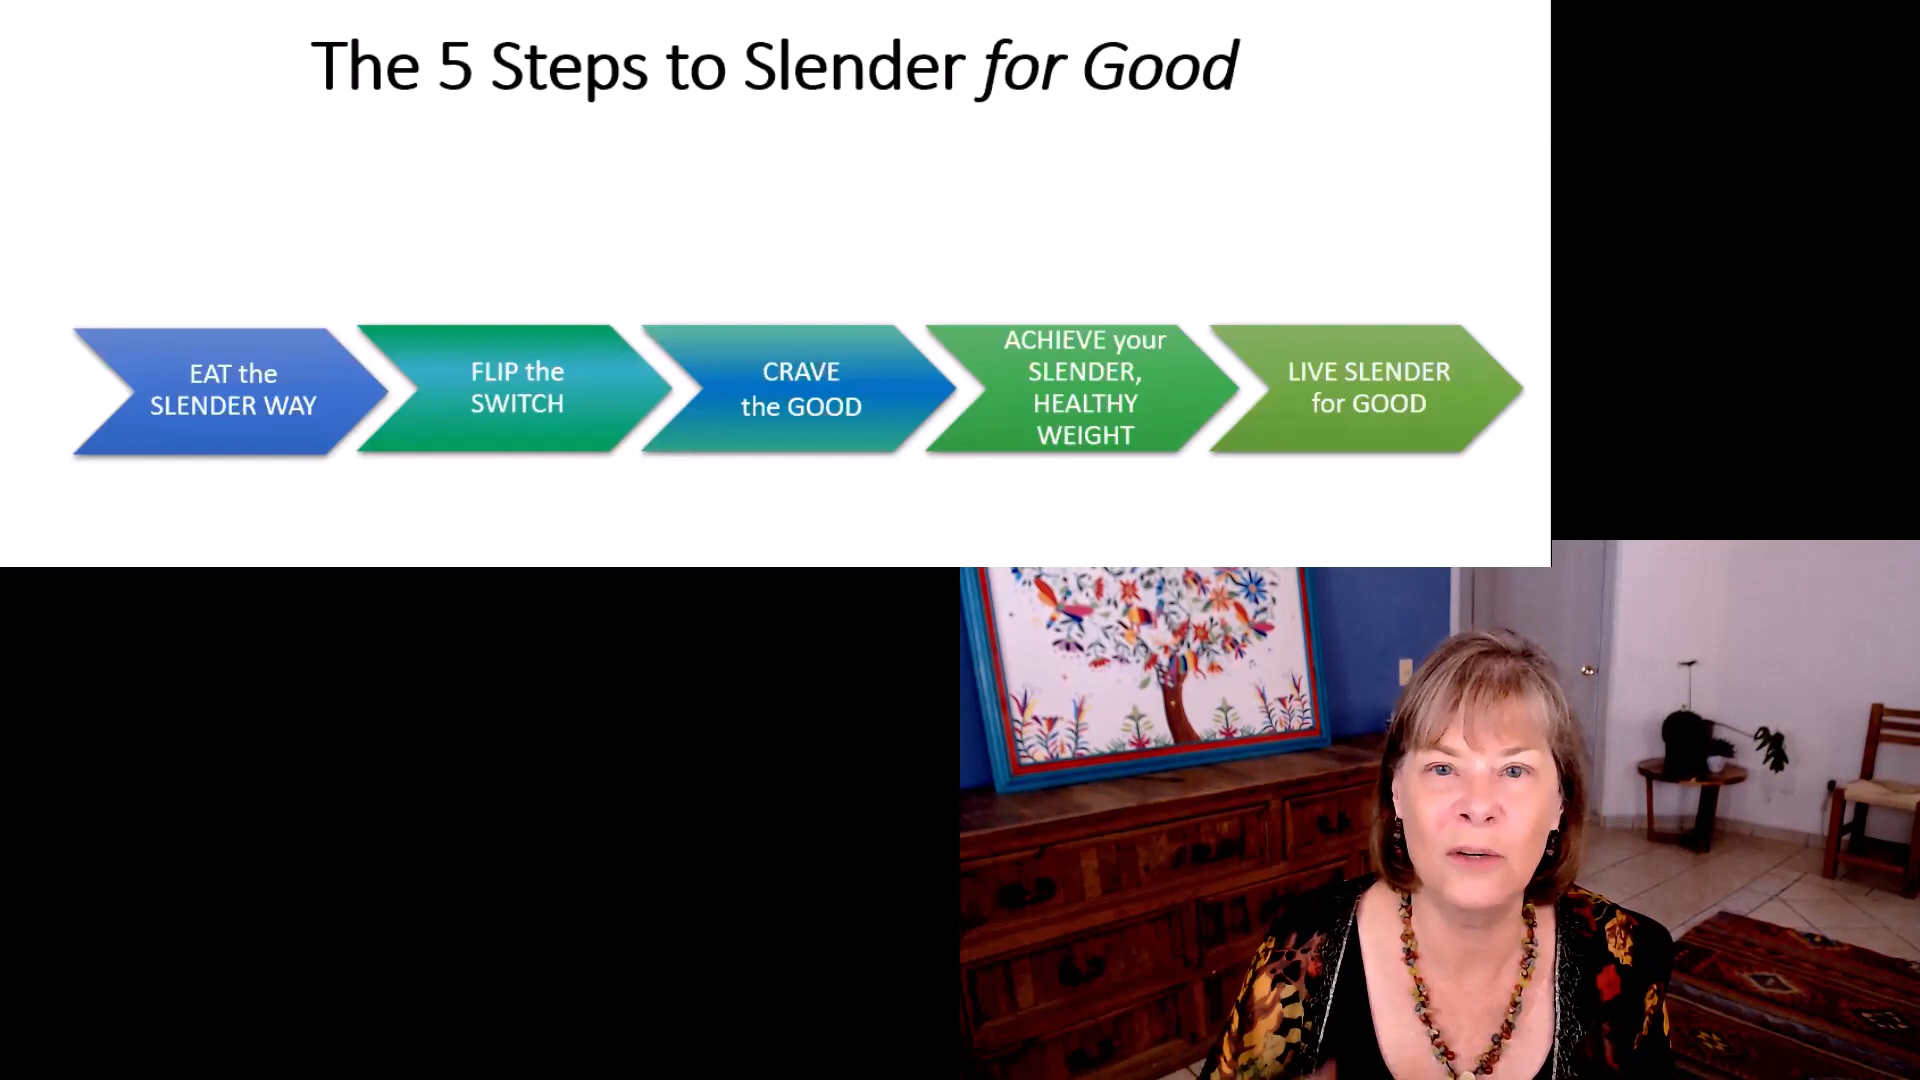 The 5 Steps to Slender for Good
EAT the
SLENDER WAY
FLIP the
SWITCH
CRAVE
the GOOD
ACHIEVE your
SLENDER,
HEALTHY
WEIGHT
LIVE SLENDER
for GOOD